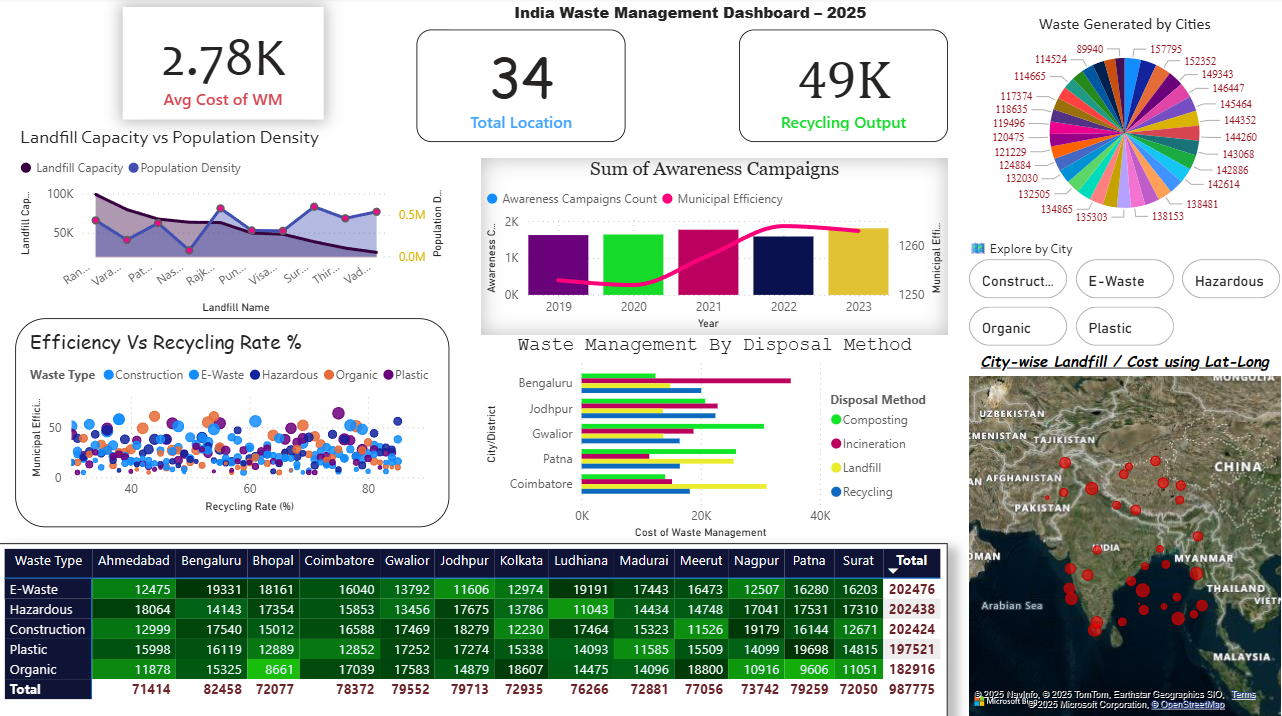 India Waste Management Dashboard – 2025
2.78K
Avg Cost of WM
34
Total Location
49K
Recycling Output
Waste Generated by Cities
89940
157795
114524
152352
114665
149343
146447
117374
145464
118635
144352
119496
144260
120475
143068
121229
142886
124884
142614
132030
132505
138481
134865
138153
135303
Landfill Capacity vs Population Density
Landfill Capacity
Population Density
Landfill Cap...
100K
50K
Population D...
0.5M
0.0M
Ran...
Vara...
Pat...
Nas...
Rajk...
Pun...
Visa...
Sur...
Thir...
Vad...
Landfill Name
Sum of Awareness Campaigns
Awareness Campaigns Count
Municipal Efficiency
Awareness C...
2K
1K
0K
Municipal Effi...
1260
1250
2019
2020
2021
2022
2023
Year
Explore by City
Construct...
E-Waste
Hazardous
Organic
Plastic
Efficiency Vs Recycling Rate %
Waste Type
Construction
E-Waste
Hazardous
Organic
Plastic
Municipal Effici...
50
0
40
60
80
Recycling Rate (%)
Waste Management By Disposal Method
City/District
Bengaluru
Jodhpur
Gwalior
Patna
Coimbatore
0K
20K
40K
Cost of Waste Management
Disposal Method
Composting
Incineration
Landfill
Recycling
City-wise Landfill / Cost using Lat-Long
MONGOLIA
UZBEKISTAN
KMENISTAN
TAJIKISTAN
CHINA
AFGHANISTAN
PAKISTAN
OMAN
INDIA
MYANMAR
THAILAND
VIETN
Arabian Sea
MALAYSIA
© 2025 NavInfo, © 2025 TomTom, Earthstar Geographics SIO, Terms
© 2025 Microsoft Corporation, © OpenStreetMap
Waste Type Ahmedabad Bengaluru Bhopal Coimbatore Gwalior Jodhpur Kolkata Ludhiana Madurai Meerut Nagpur Patna Surat Total
E-Waste 12475 19331 18161 16040 13792 11606 12974 19191 17443 16473 12507 16280 16203 202476
Hazardous 18064 14143 17354 15853 13456 17675 13786 11043 14434 14748 17041 17531 17310 202438
Construction 12999 17540 15012 16588 17469 18279 12230 17464 15323 11526 19179 16144 12671 202424
Plastic 15998 16119 12889 12852 17252 17274 15338 14093 11585 15509 14099 19698 14815 197521
Organic 11878 15325 8661 17039 17583 14879 18607 14475 14096 18800 10916 9606 11051 182916
Total 71414 82458 72077 78372 79552 79713 72935 76266 72881 77056 73742 79259 72050 987775